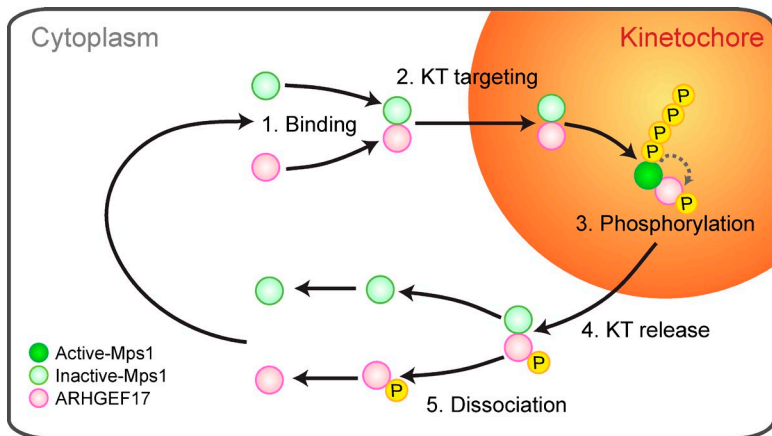 Cytoplasm
Kinetochore
2. KT targeting
1. Binding
P
P
P
P
P
3. Phosphorylation
4. KT release
P
P
5. Dissociation
Active-Mps1
Inactive-Mps1
ARHGEF17